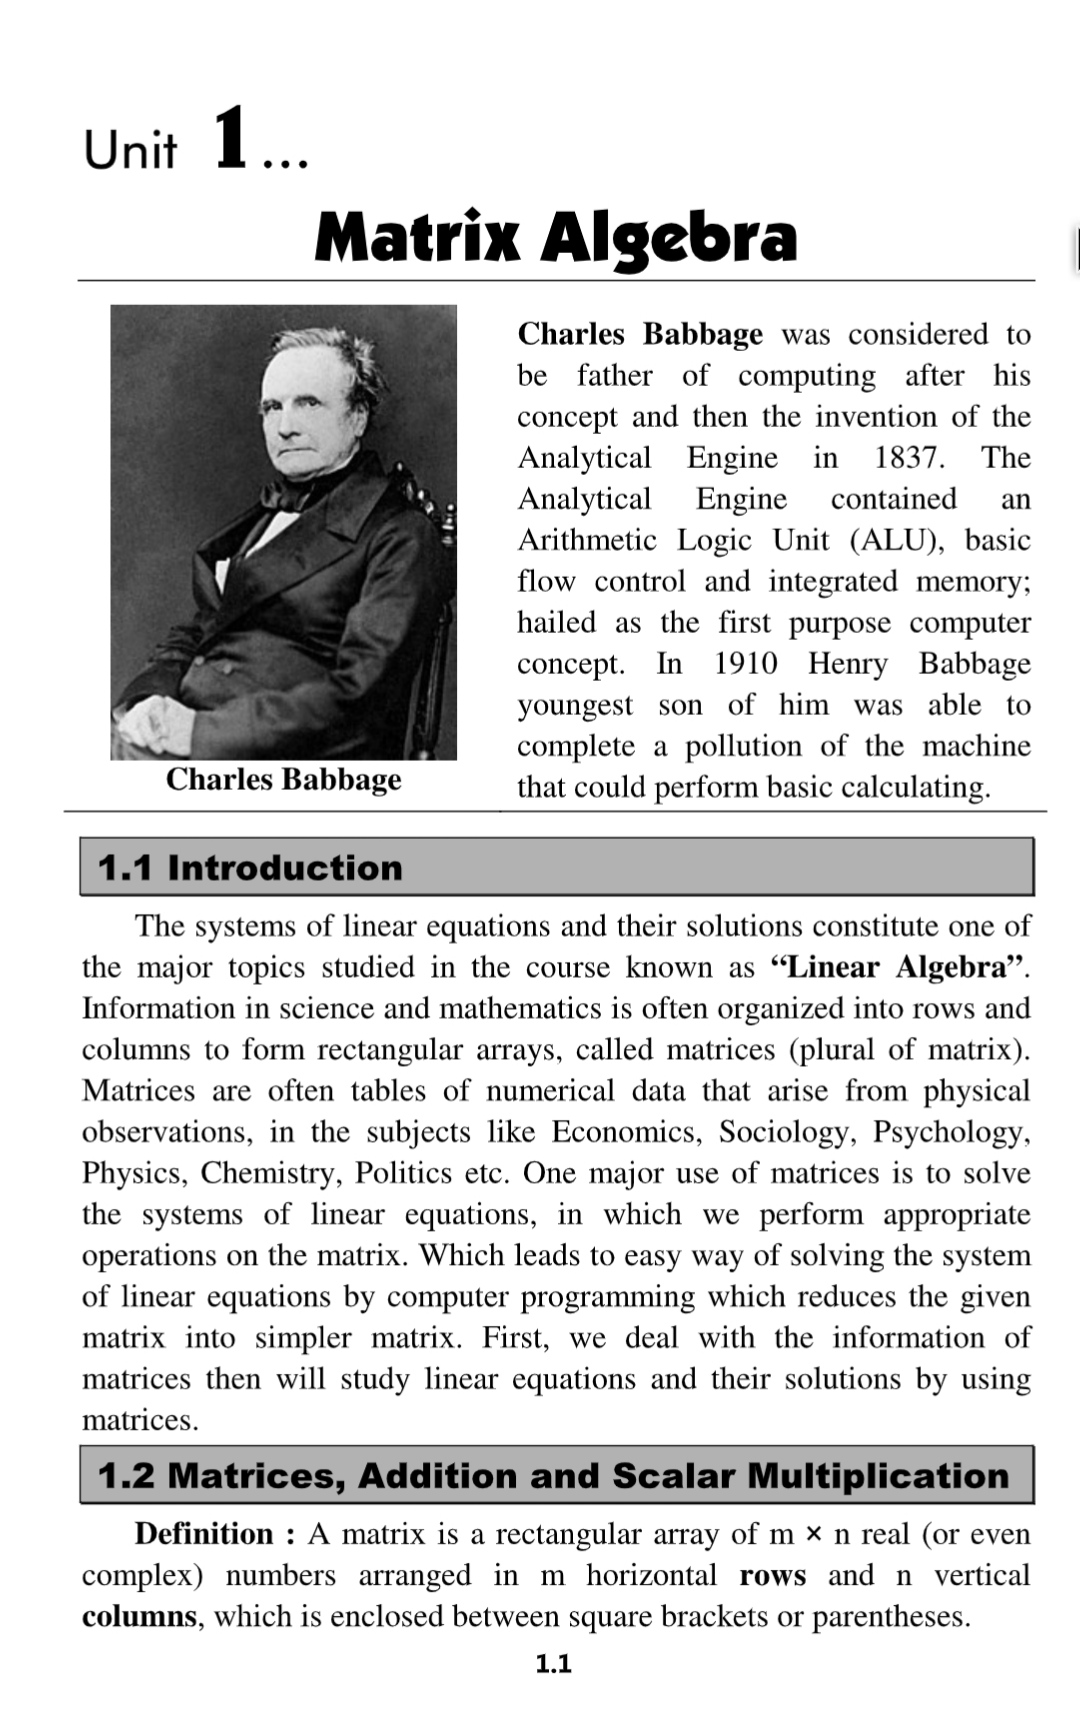 Unit 1...
Matrix Algebra
Charles Babbage was considered to
be father of computing after his
concept and then the invention of the
Analytical Engine in 1837. The
Analytical Engine contained an
Arithmetic Logic Unit (ALU), basic
flow control and integrated memory;
hailed as the first purpose computer
concept. In 1910 Henry Babbage
youngest son of him was able to
complete a pollution of the machine
that could perform basic calculating.
Charles Babbage
1.1 Introduction
The systems of linear equations and their solutions constitute one of
the major topics studied in the course known as “Linear Algebra”.
Information in science and mathematics is often organized into rows and
columns to form rectangular arrays, called matrices (plural of matrix).
Matrices are often tables of numerical data that arise from physical
observations, in the subjects like Economics, Sociology, Psychology,
Physics, Chemistry, Politics etc. One major use of matrices is to solve
the systems of linear equations, in which we perform appropriate
operations on the matrix. Which leads to easy way of solving the system
of linear equations by computer programming which reduces the given
matrix into simpler matrix. First, we deal with the information of
matrices then will study linear equations and their solutions by using
matrices.
1.2 Matrices, Addition and Scalar Multiplication
Definition : A matrix is a rectangular array of m × n real (or even
complex) numbers arranged in m horizontal rows and n vertical
columns, which is enclosed between square brackets or parentheses.
1.1